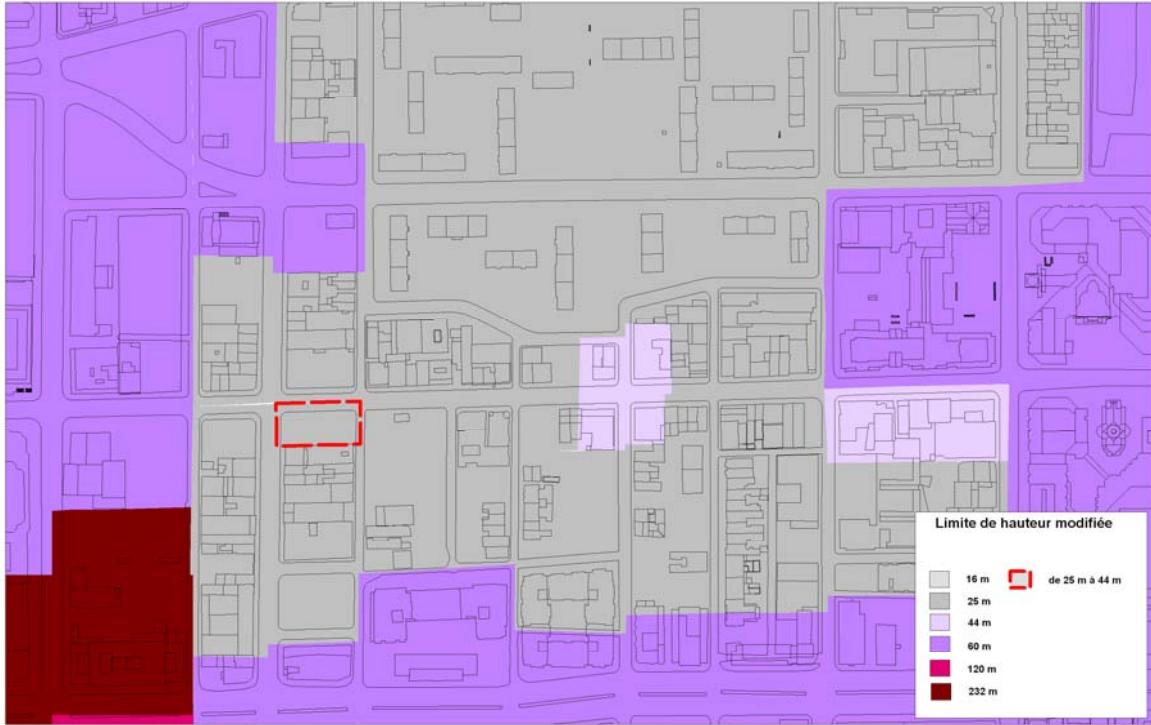 Limite de hauteur modifiée
16 m
de 25 m à 44 m
25 m
44 m
60 m
120 m
232 m